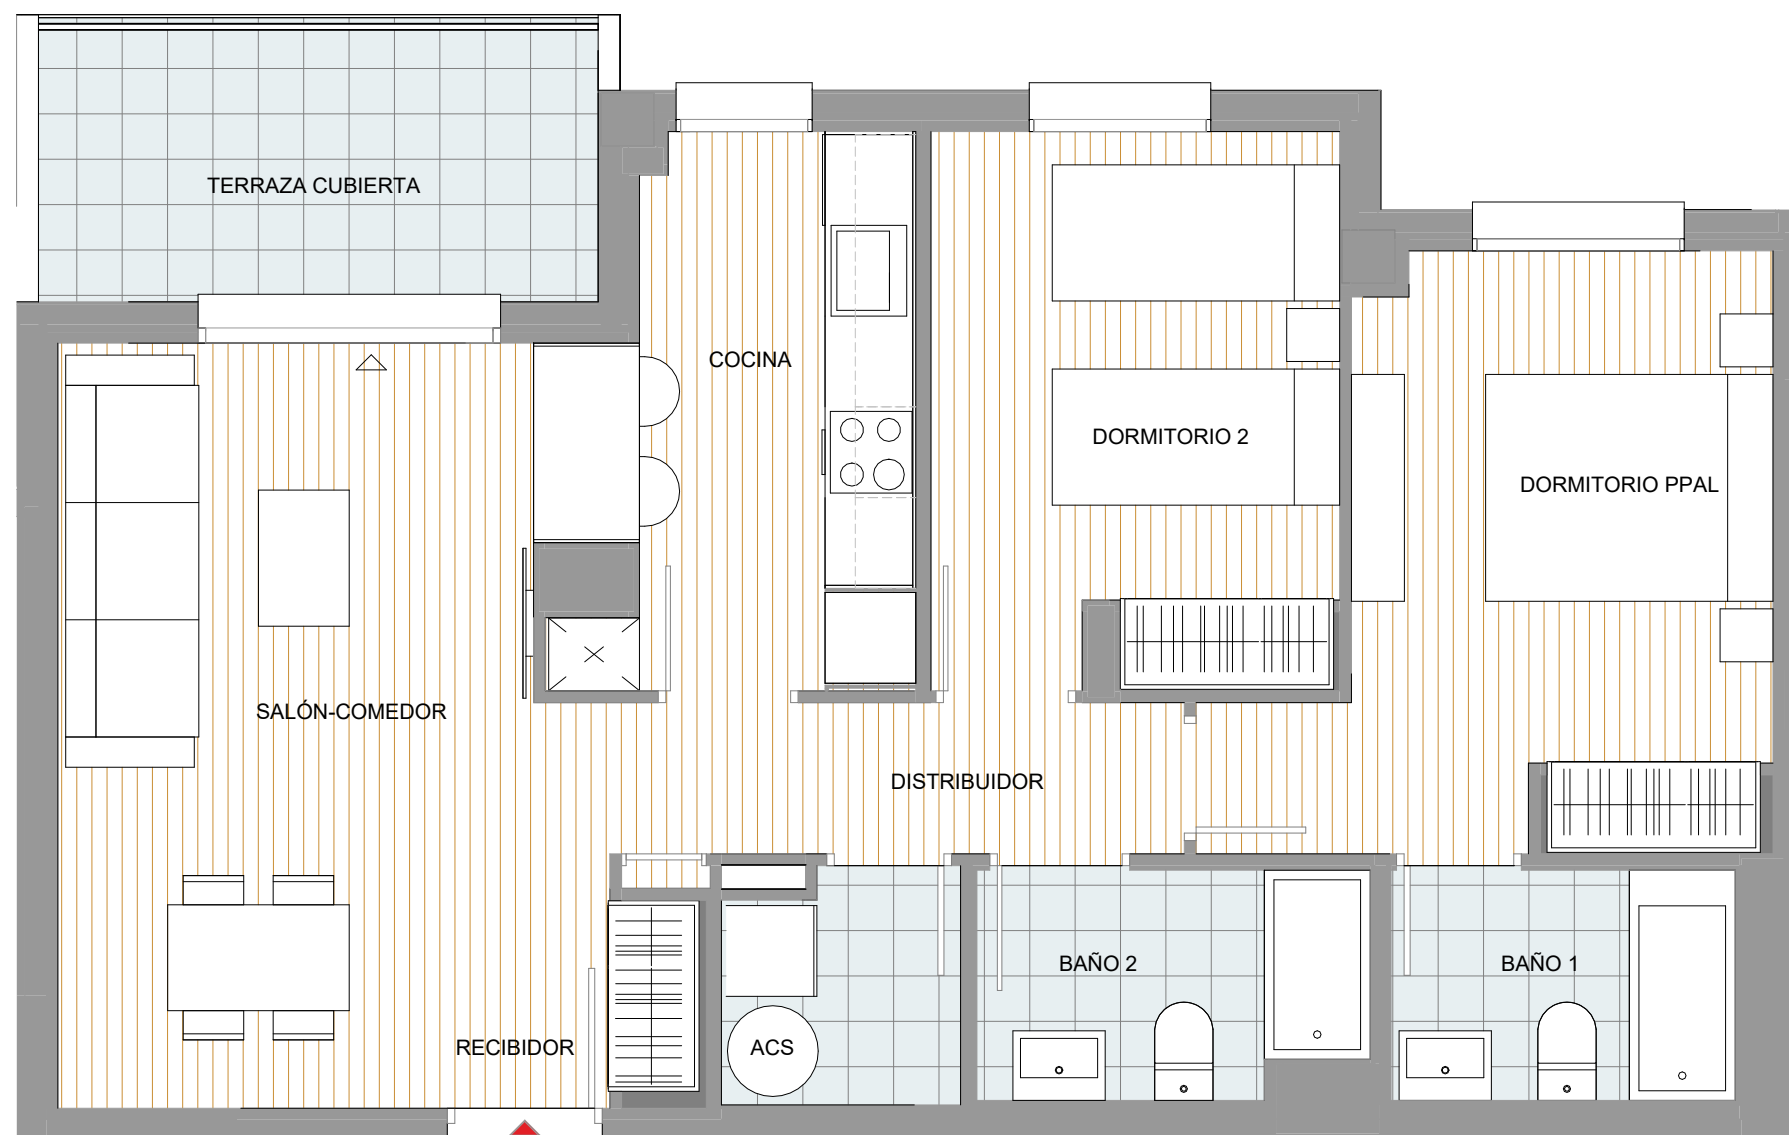 TERRAZA CUBIERTA
COCINA
DORMITORIO 2
DORMITORIO PPAL
SALÓN-COMEDOR
DISTRIBUIDOR
BAÑO 2
BAÑO 1
RECIBIDOR
ACS